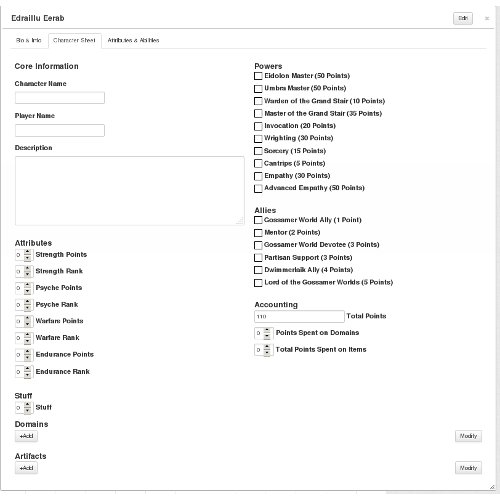 Edraillu Eerab
Edit
×
Bio & Info
Character Sheet
Attributes & Abilities
Core Information
Character Name
Player Name
Description
Attributes
0 Strength Points
0 Strength Rank
0 Psyche Points
0 Psyche Rank
0 Warfare Points
0 Warfare Rank
0 Endurance Points
0 Endurance Rank
Stuff
0 Stuff
Powers
Eidolon Master (50 Points)
Umbra Master (50 Points)
Warden of the Grand Stair (10 Points)
Master of the Grand Stair (35 Points)
Invocation (20 Points)
Wrighting (30 Points)
Sorcery (15 Points)
Cantrips (5 Points)
Empathy (30 Points)
Advanced Empathy (50 Points)
Allies
Gossamer World Ally (1 Point)
Mentor (2 Points)
Gossamer World Devotee (3 Points)
Partisan Support (3 Points)
Dwimmerlaik Ally (4 Points)
Lord of the Gossamer Worlds (5 Points)
Accounting
110 Total Points
0 Points Spent on Domains
0 Total Points Spent on Items
Domains
+Add
Modify
Artifacts
+Add
Modify